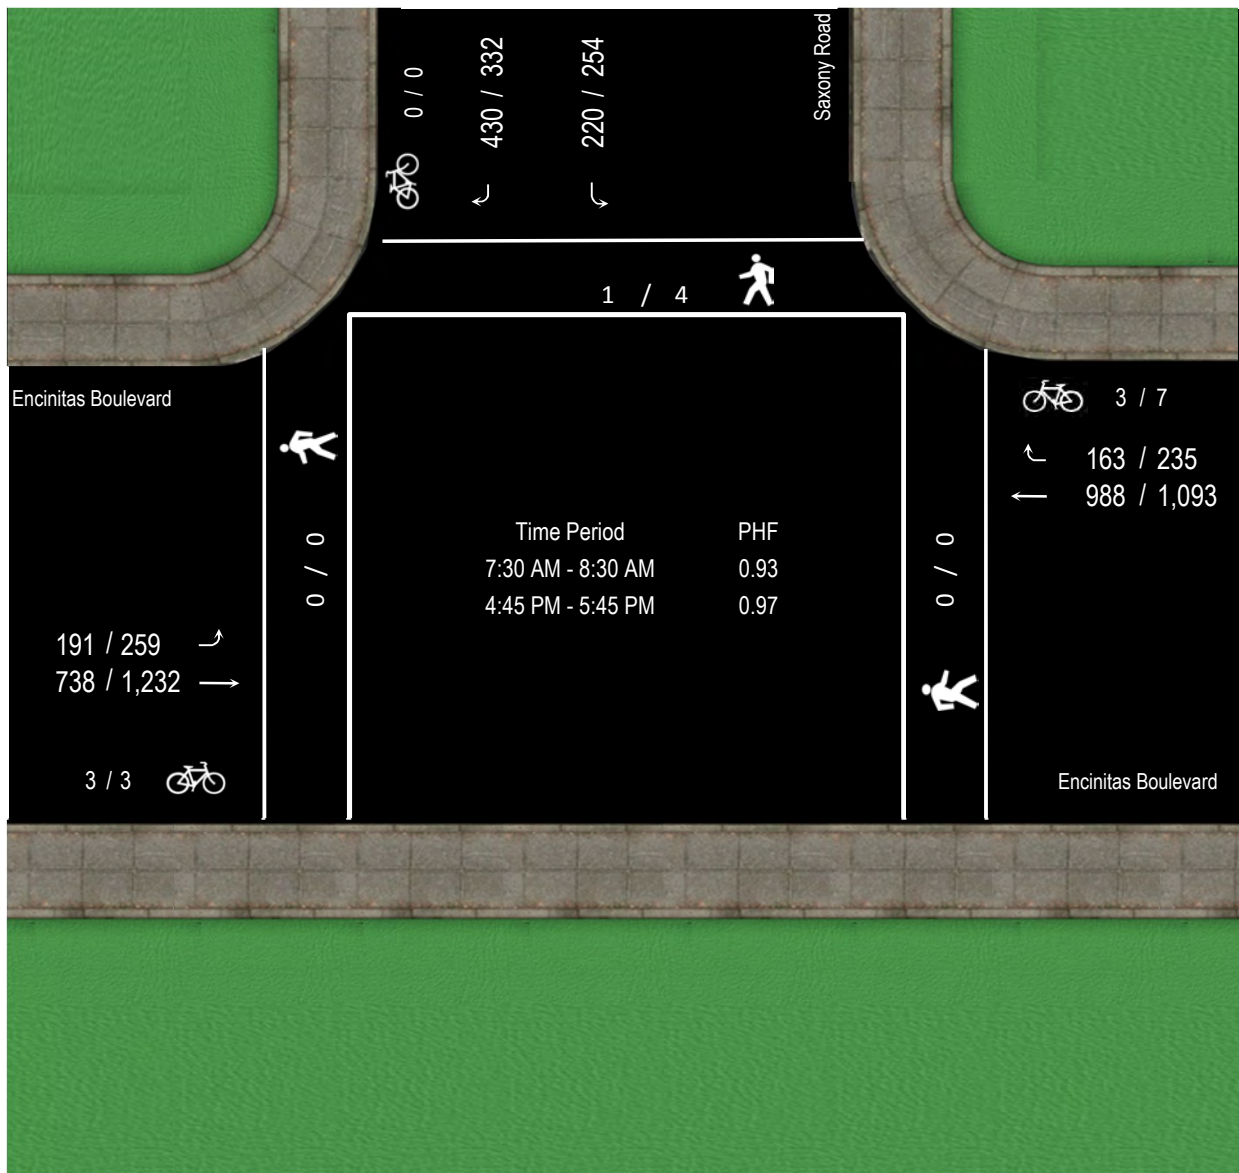 0 / 0
430 / 332
220 / 254
Saxony Road
1 / 4
Encinitas Boulevard
3 / 7
163 / 235
988 / 1,093
0 / 0
0 / 0
Time Period PHF
7:30 AM - 8:30 AM 0.93
4:45 PM - 5:45 PM 0.97
191 / 259
738 / 1,232
3 / 3
Encinitas Boulevard